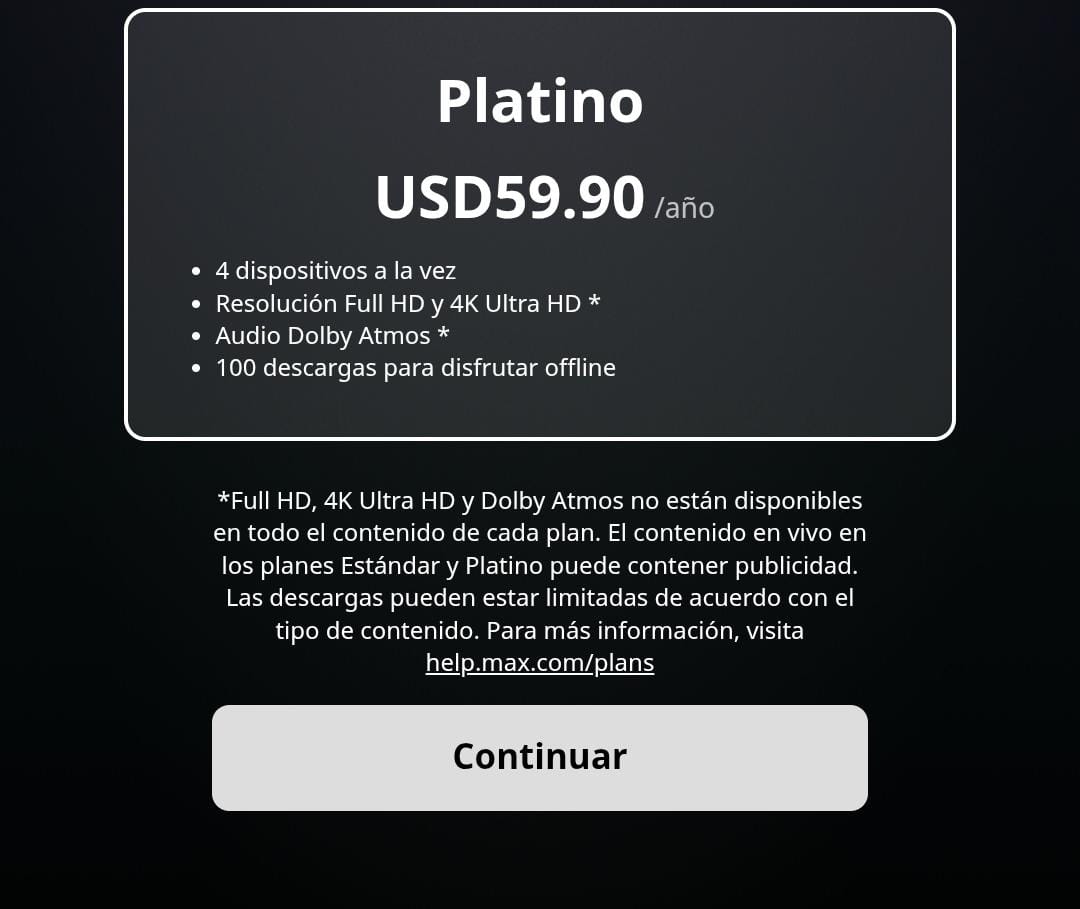 Platino
USD59.90 /año
• 4 dispositivos a la vez
• Resolución Full HD y 4K Ultra HD *
• Audio Dolby Atmos *
• 100 descargas para disfrutar offline
*Full HD, 4K Ultra HD y Dolby Atmos no están disponibles
en todo el contenido de cada plan. El contenido en vivo en
los planes Estándar y Platino puede contener publicidad.
Las descargas pueden estar limitadas de acuerdo con el
tipo de contenido. Para más información, visita
help.max.com/plans
Continuar